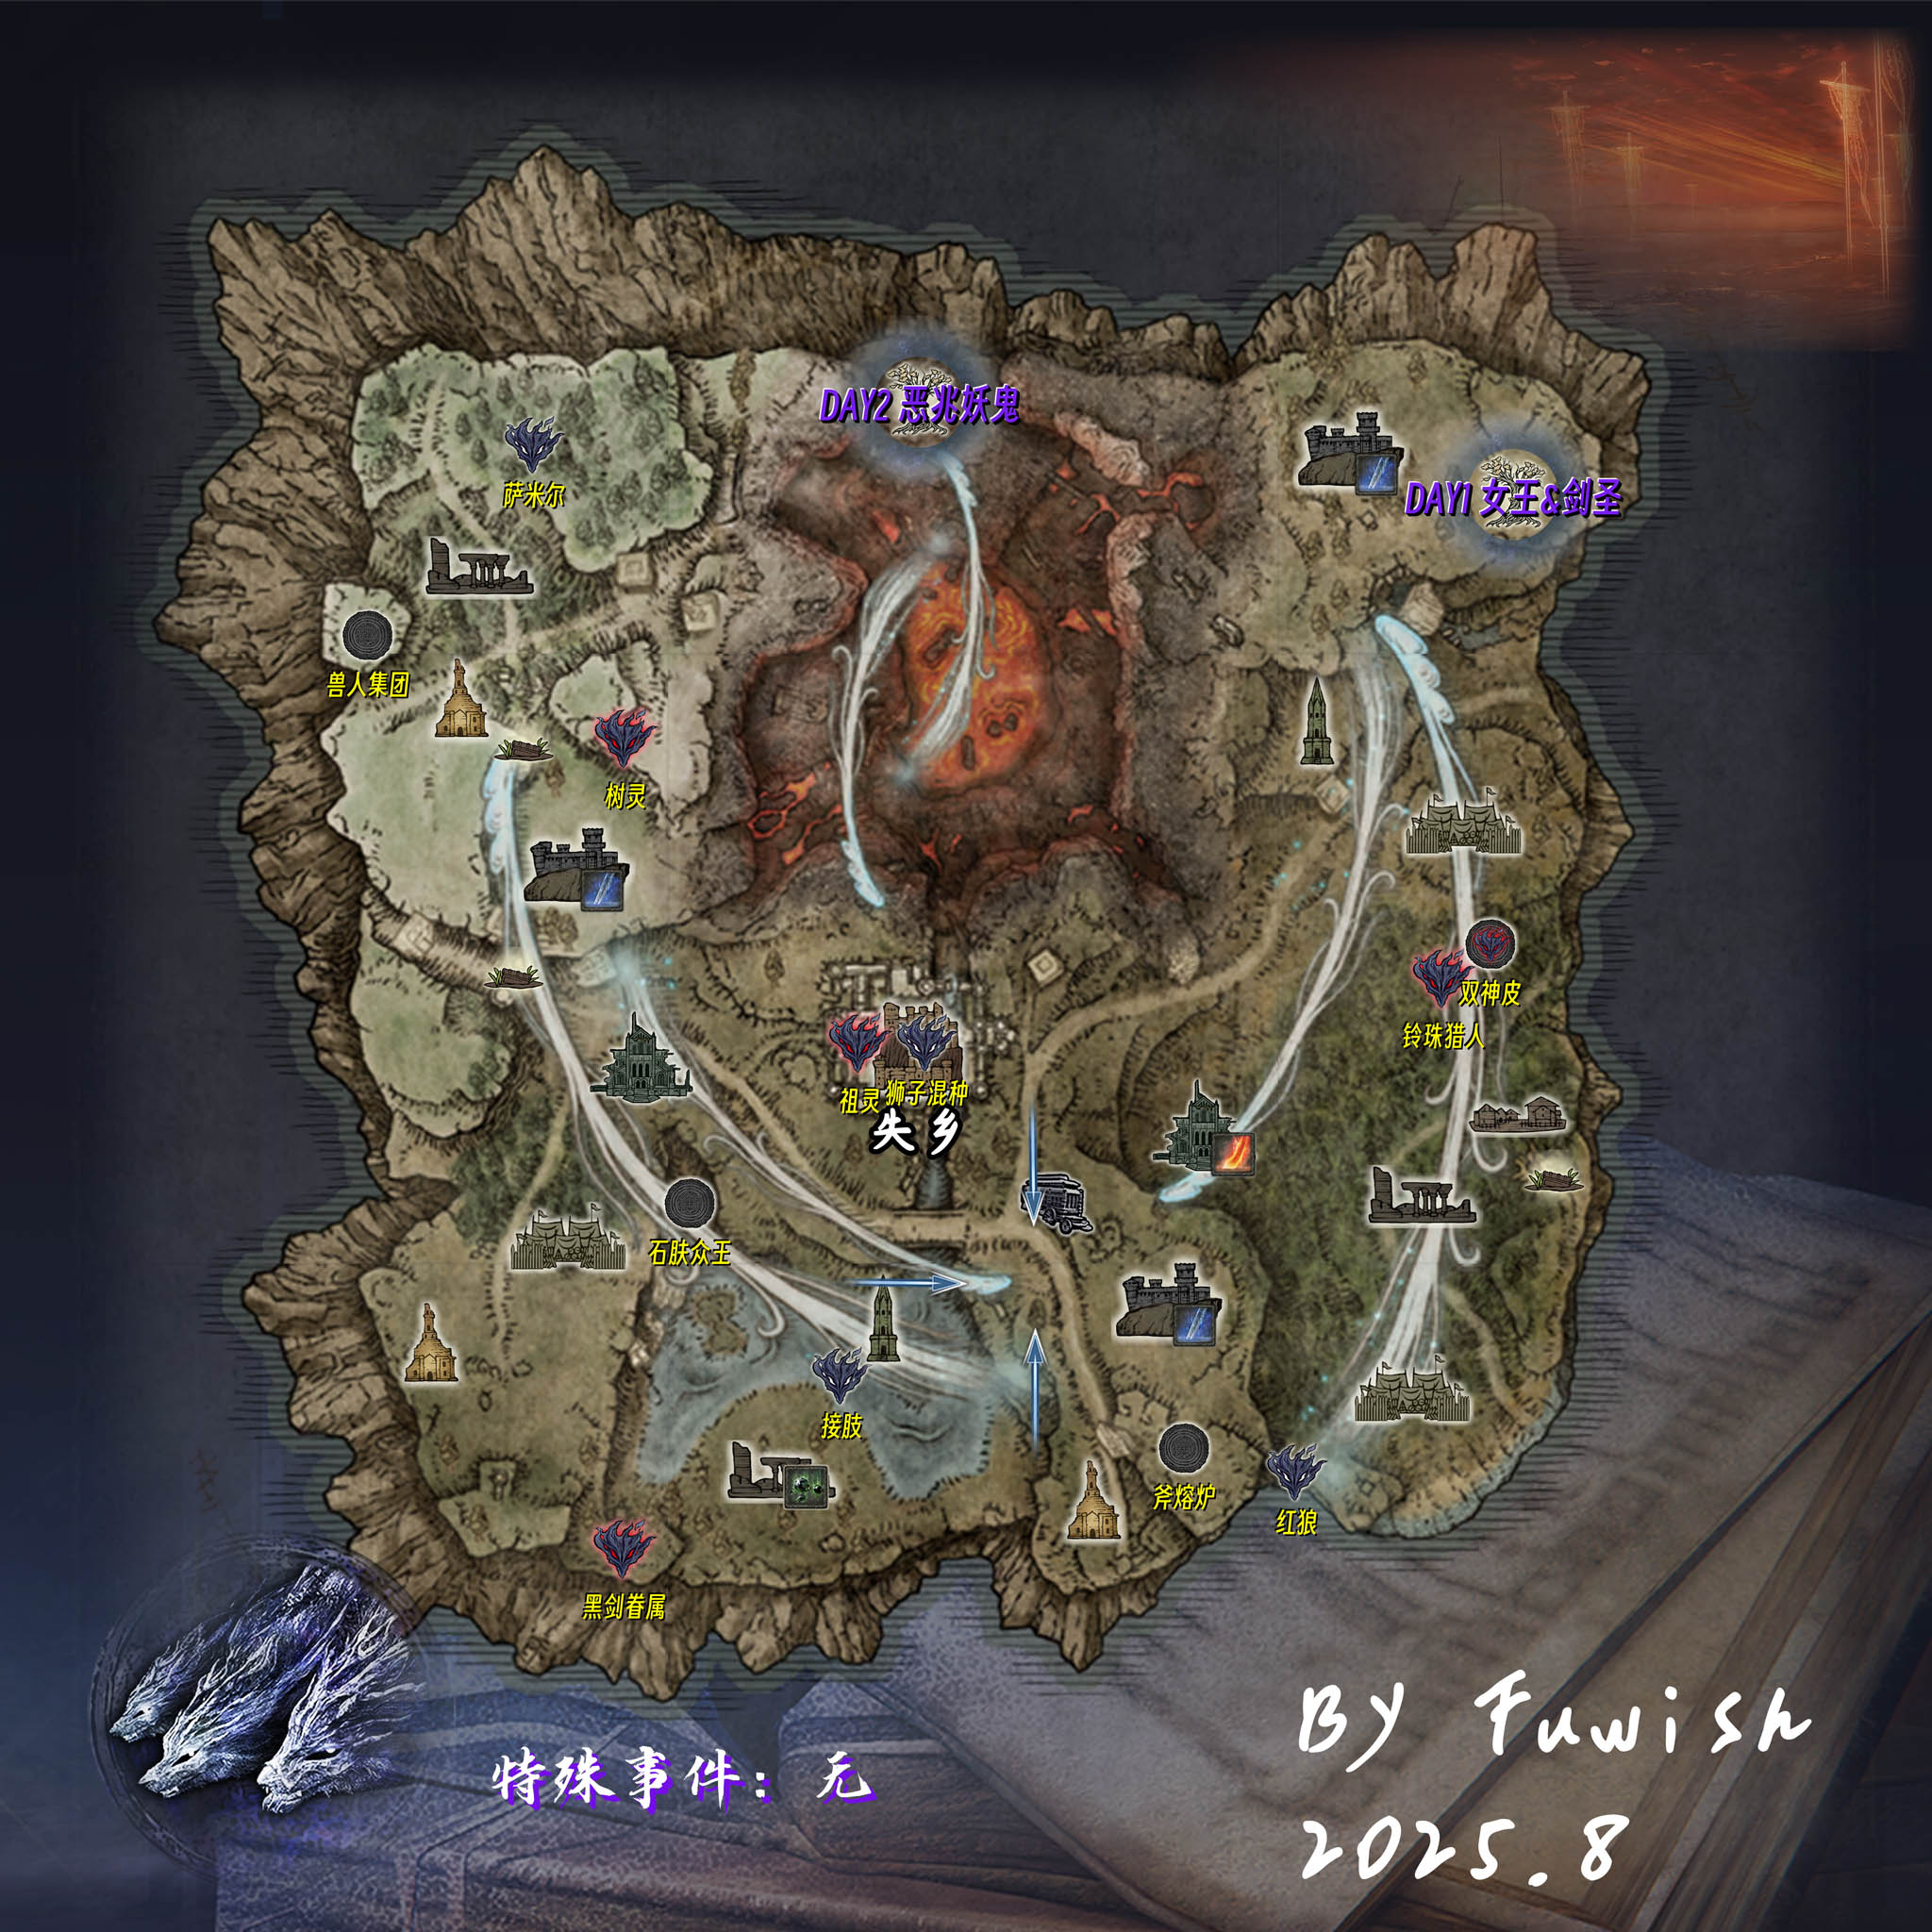 DAY2 恶兆妖鬼
DAY1 女王&剑圣
萨米尔
兽人集团
树灵
双神皮
铃珠猎人
祖灵
狮子混种
失乡
石肤众王
接肢
斧熔炉
红狼
黑剑眷属
特殊事件：无
By Fuwish
2025.8